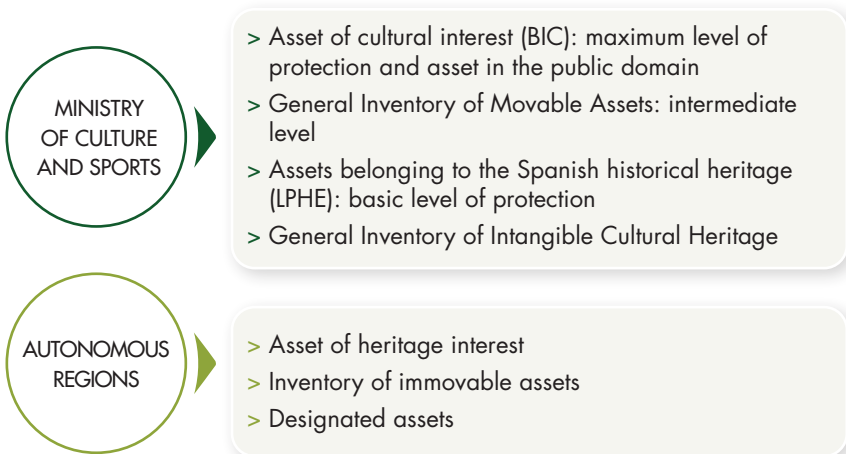 MINISTRY
OF CULTURE
AND SPORTS
> Asset of cultural interest (BIC): maximum level of
protection and asset in the public domain
> General Inventory of Movable Assets: intermediate
level
> Assets belonging to the Spanish historical heritage
(LPHE): basic level of protection
> General Inventory of Intangible Cultural Heritage
AUTONOMOUS
REGIONS
> Asset of heritage interest
> Inventory of immovable assets
> Designated assets